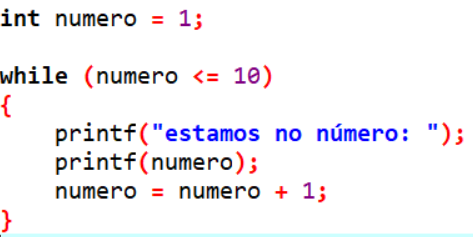 int numero = 1;
while (numero <= 10)
{
printf("estamos no número: ");
printf(numero);
numero = numero + 1;
}